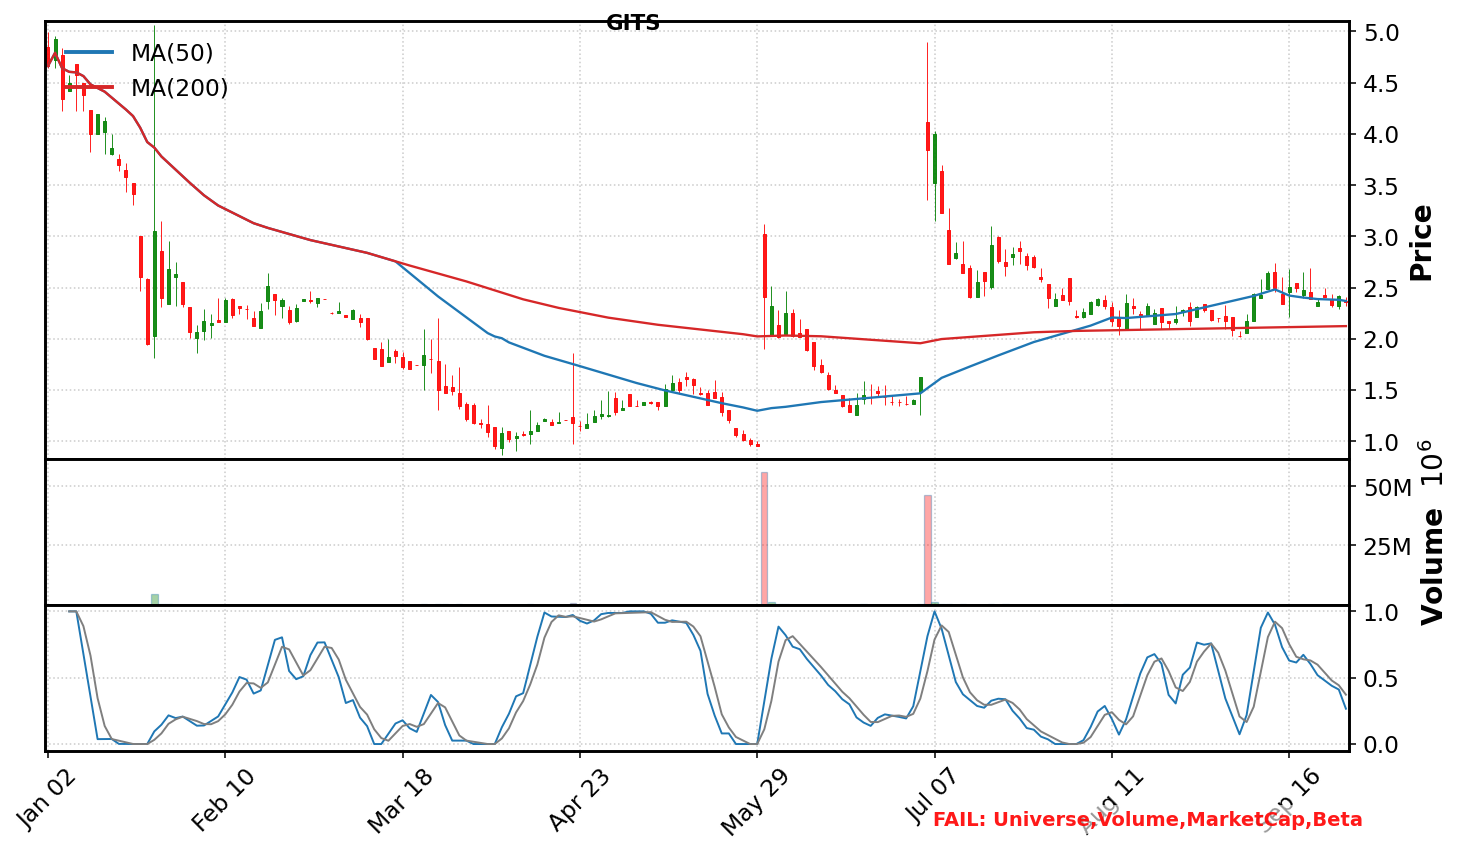 GITS
MA(50)
MA(200)
5.0
4.5
4.0
3.5
3.0
2.5
2.0
1.5
1.0
Price
50M
25M
Volume 10^6
1.0
0.5
0.0
Jan 02
Feb 10
Mar 18
Apr 23
May 29
Jul 07
Aug 11
Sep 16
FAIL: Universe,Volume,MarketCap,Beta